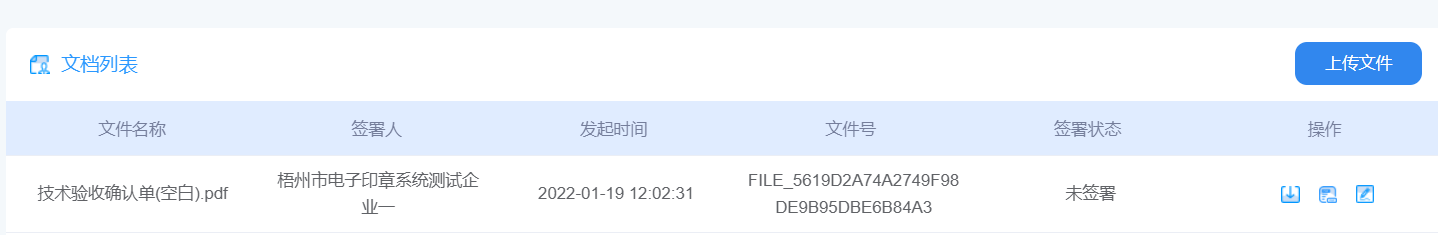 文档列表
上传文件
文件名称 签署人 发起时间 文件号 签署状态 操作
技术验收确认单(空白).pdf
梧州市电子印章系统测试企
业一
2022-01-19 12:02:31
FILE_5619D2A74A2749F98
DE9B95DBE6B84A3
未签署